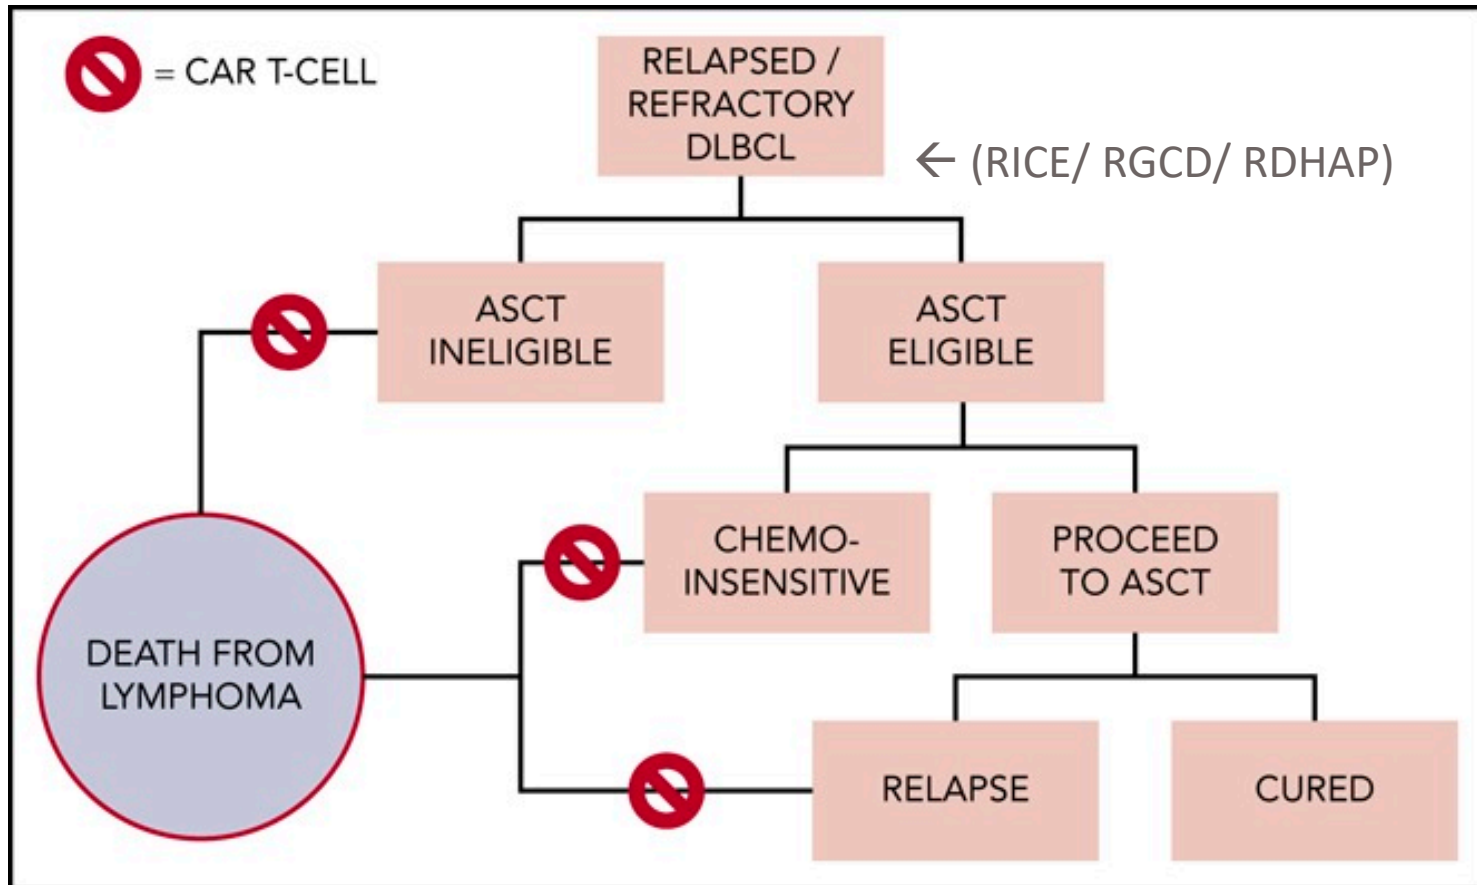 = CAR T-CELL
RELAPSED /
REFRACTORY
DLBCL
← (RICE/ RGCD/ RDHAP)
ASCT
INELIGIBLE
ASCT
ELIGIBLE
CHEMO-
INSENSITIVE
PROCEED
TO ASCT
DEATH FROM
LYMPHOMA
RELAPSE
CURED